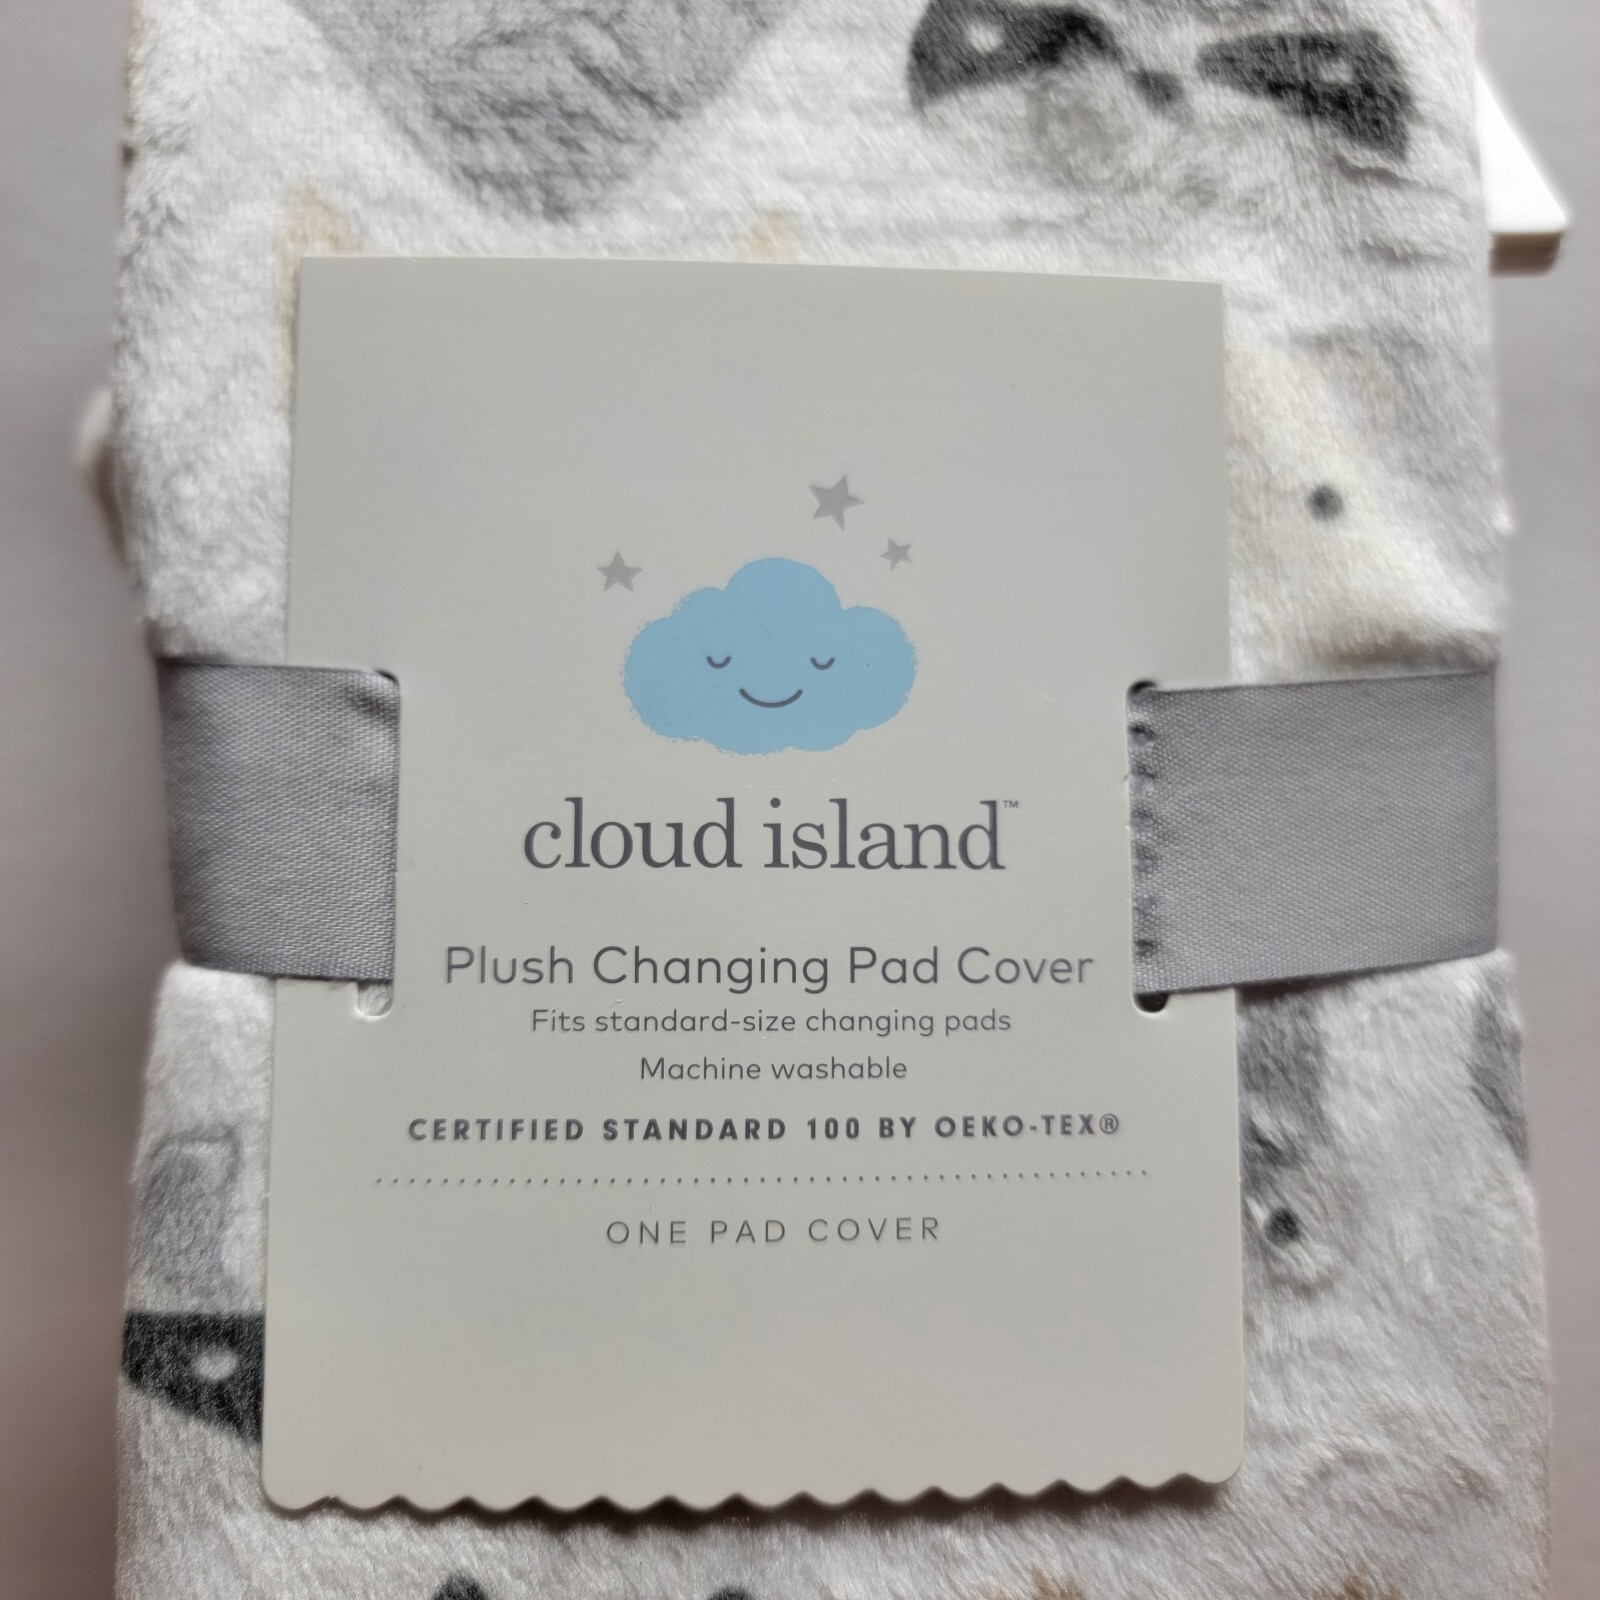 cloud island™
Plush Changing Pad Cover
Fits standard-size changing pads
Machine washable
CERTIFIED STANDARD 100 BY OEKO-TEX®
ONE PAD COVER